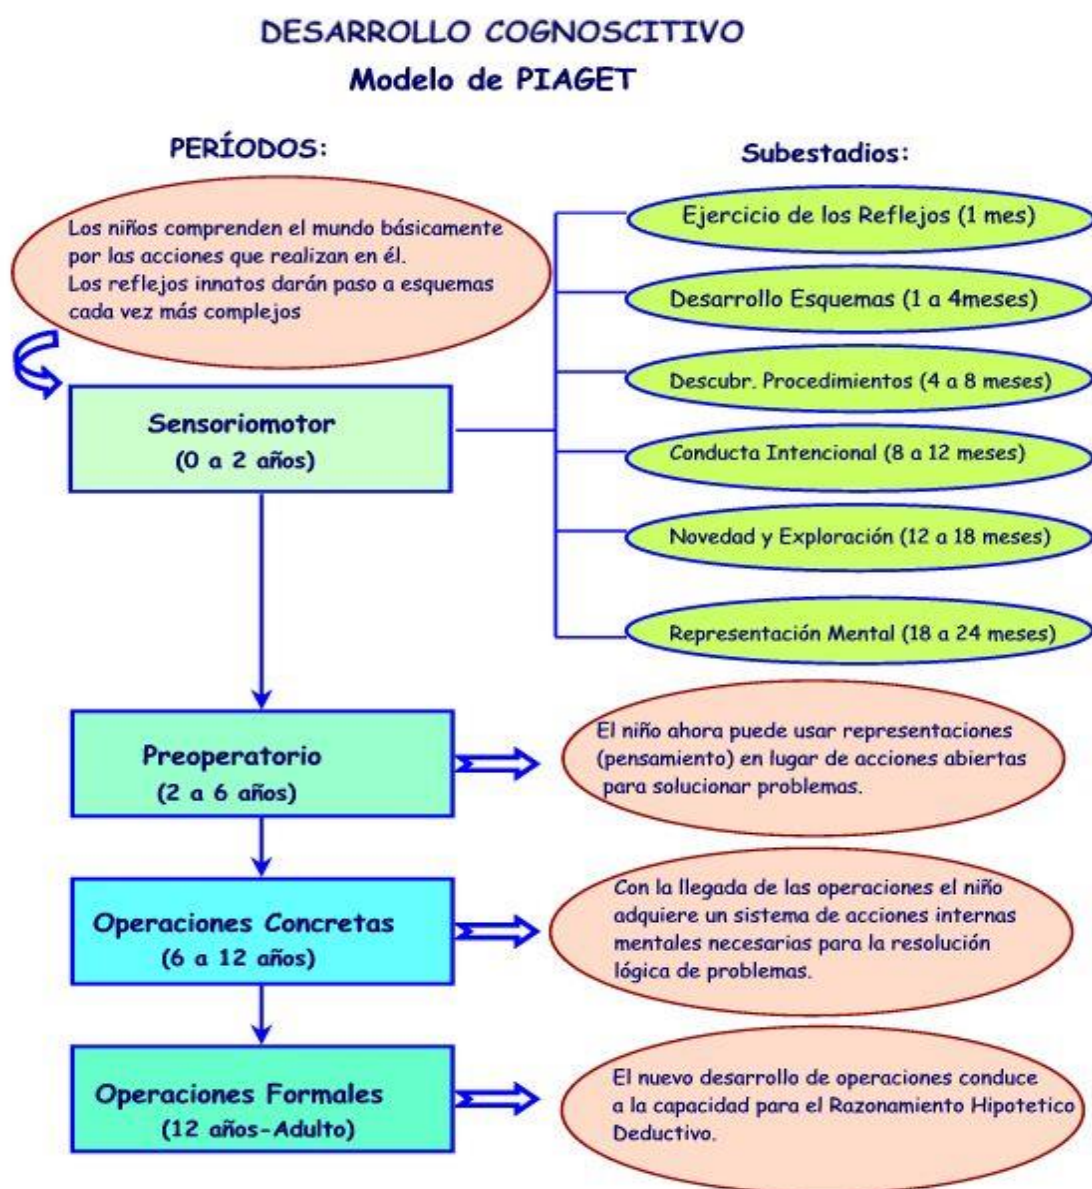 DESARROLLO COGNOSCITIVO
Modelo de PIAGET
PERÍODOS:
Los niños comprenden el mundo básicamente
por las acciones que realizan en él.
Los reflejos innatos darán paso a esquemas
cada vez más complejos
Sensoriomotor
(0 a 2 años)
Subestadios:
Ejercicio de los Reflejos (1 mes)
Desarrollo Esquemas (1 a 4meses)
Descubr. Procedimientos (4 a 8 meses)
Conducta Intencional (8 a 12 meses)
Novedad y Exploración (12 a 18 meses)
Representación Mental (18 a 24 meses)
Preoperatorio
(2 a 6 años)
El niño ahora puede usar representaciones
(pensamiento) en lugar de acciones abiertas
para solucionar problemas.
Operaciones Concretas
(6 a 12 años)
Con la llegada de las operaciones el niño
adquiere un sistema de acciones internas
mentales necesarias para la resolución
lógica de problemas.
Operaciones Formales
(12 años-Adulto)
El nuevo desarrollo de operaciones conduce
a la capacidad para el Razonamiento Hipotetico
Deductivo.